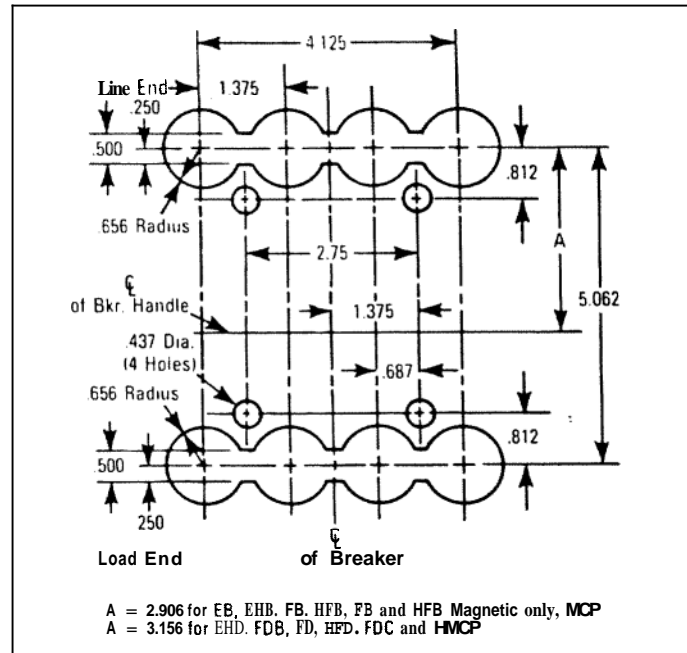 4.125
Line End
1.375
.250
.500
.812
.656 Radius
2.75
A
℄
of Bkr. Handle
5.062
1.375
.437 Dia.
(4 Holes)
.687
.656 Radius
.812
.500
250
℄
Load End of Breaker
A = 2.906 for EB, EHB. FB. HFB, FB and HFB Magnetic only, MCP
A = 3.156 for EHD. FDB, FD, HFD. FDC and HMCP